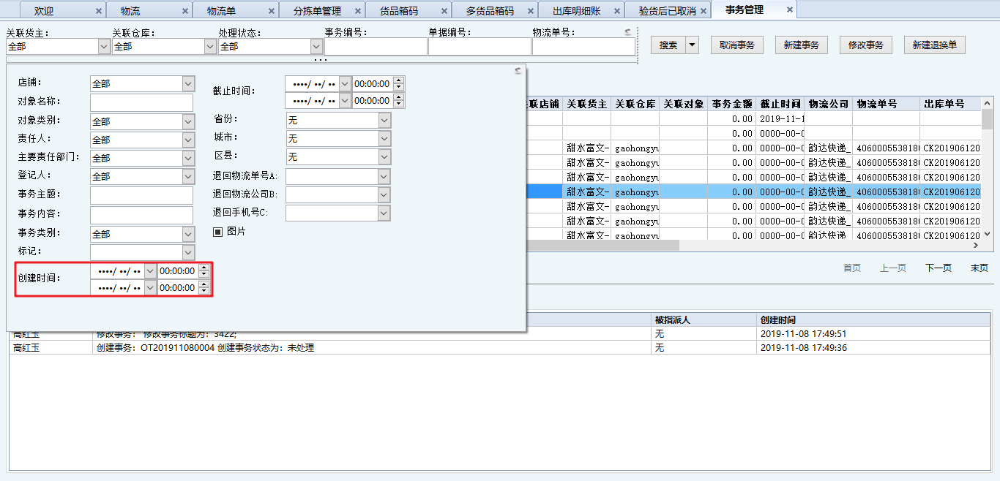 欢迎 × 物流 × 物流单 × 分拣单管理 × 货品箱码 × 多货品箱码 × 出库明细账 × 验货后已取消 × 事务管理 ×
关联货主: 关联仓库: 处理状态: 事务编号: 单据编号: 物流单号:
全部 全部 全部
搜索 取消事务 新建事务 修改事务 新建退换单
店铺: 全部
对象名称:
对象类别: 全部
责任人: 全部
主要责任部门: 全部
登记人: 全部
事务主题:
事务内容:
事务类别: 全部
标记:
创建时间: ••••/ ••/ •• 00:00:00
••••/ ••/ •• 00:00:00
截止时间: ••••/ ••/ •• 00:00:00
••••/ ••/ •• 00:00:00
省份: 无
城市: 无
区县: 无
退回物流单号A:
退回物流公司B:
退回手机号C:
图片
联店铺 关联货主 关联仓库 关联对象 事务金额 截止时间 物流公司 物流单号 出库单号
0.00 2019-11-1
0.00 0000-00-0
甜水富文- gaohongyu 0.00 0000-00-0 韵达快递_ 4060005538180 CK201906120
甜水富文- gaohongyu 0.00 0000-00-0 韵达快递_ 4060005538180 CK201906120
甜水富文- gaohongyu 0.00 0000-00-0 韵达快递_ 4060005538180 CK201906120
甜水富文- gaohongyu 0.00 0000-00-0 韵达快递_ 4060005538180 CK201906120
甜水富文- gaohongyu 0.00 0000-00-0 韵达快递_ 4060005538180 CK201906120
甜水富文- gaohongyu 0.00 0000-00-0 韵达快递_ 4060005538180 CK201906120
甜水富文- gaohongyu 0.00 0000-00-0 韵达快递_ 4060005538180 CK201906120
首页 上一页 下一页 末页
被指派人 创建时间
高红玉 修改事务: 修改事务标题为: 3422; 无 2019-11-08 17:49:51
高红玉 创建事务: OT201911080004 创建事务状态为: 未处理 无 2019-11-08 17:49:36